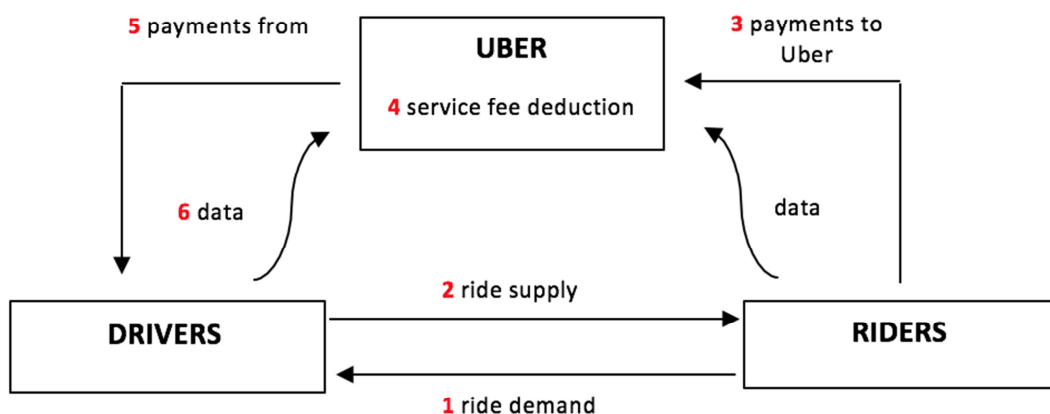 5 payments from
UBER
3 payments to
Uber
4 service fee deduction
6 data
data
2 ride supply
DRIVERS
RIDERS
1 ride demand